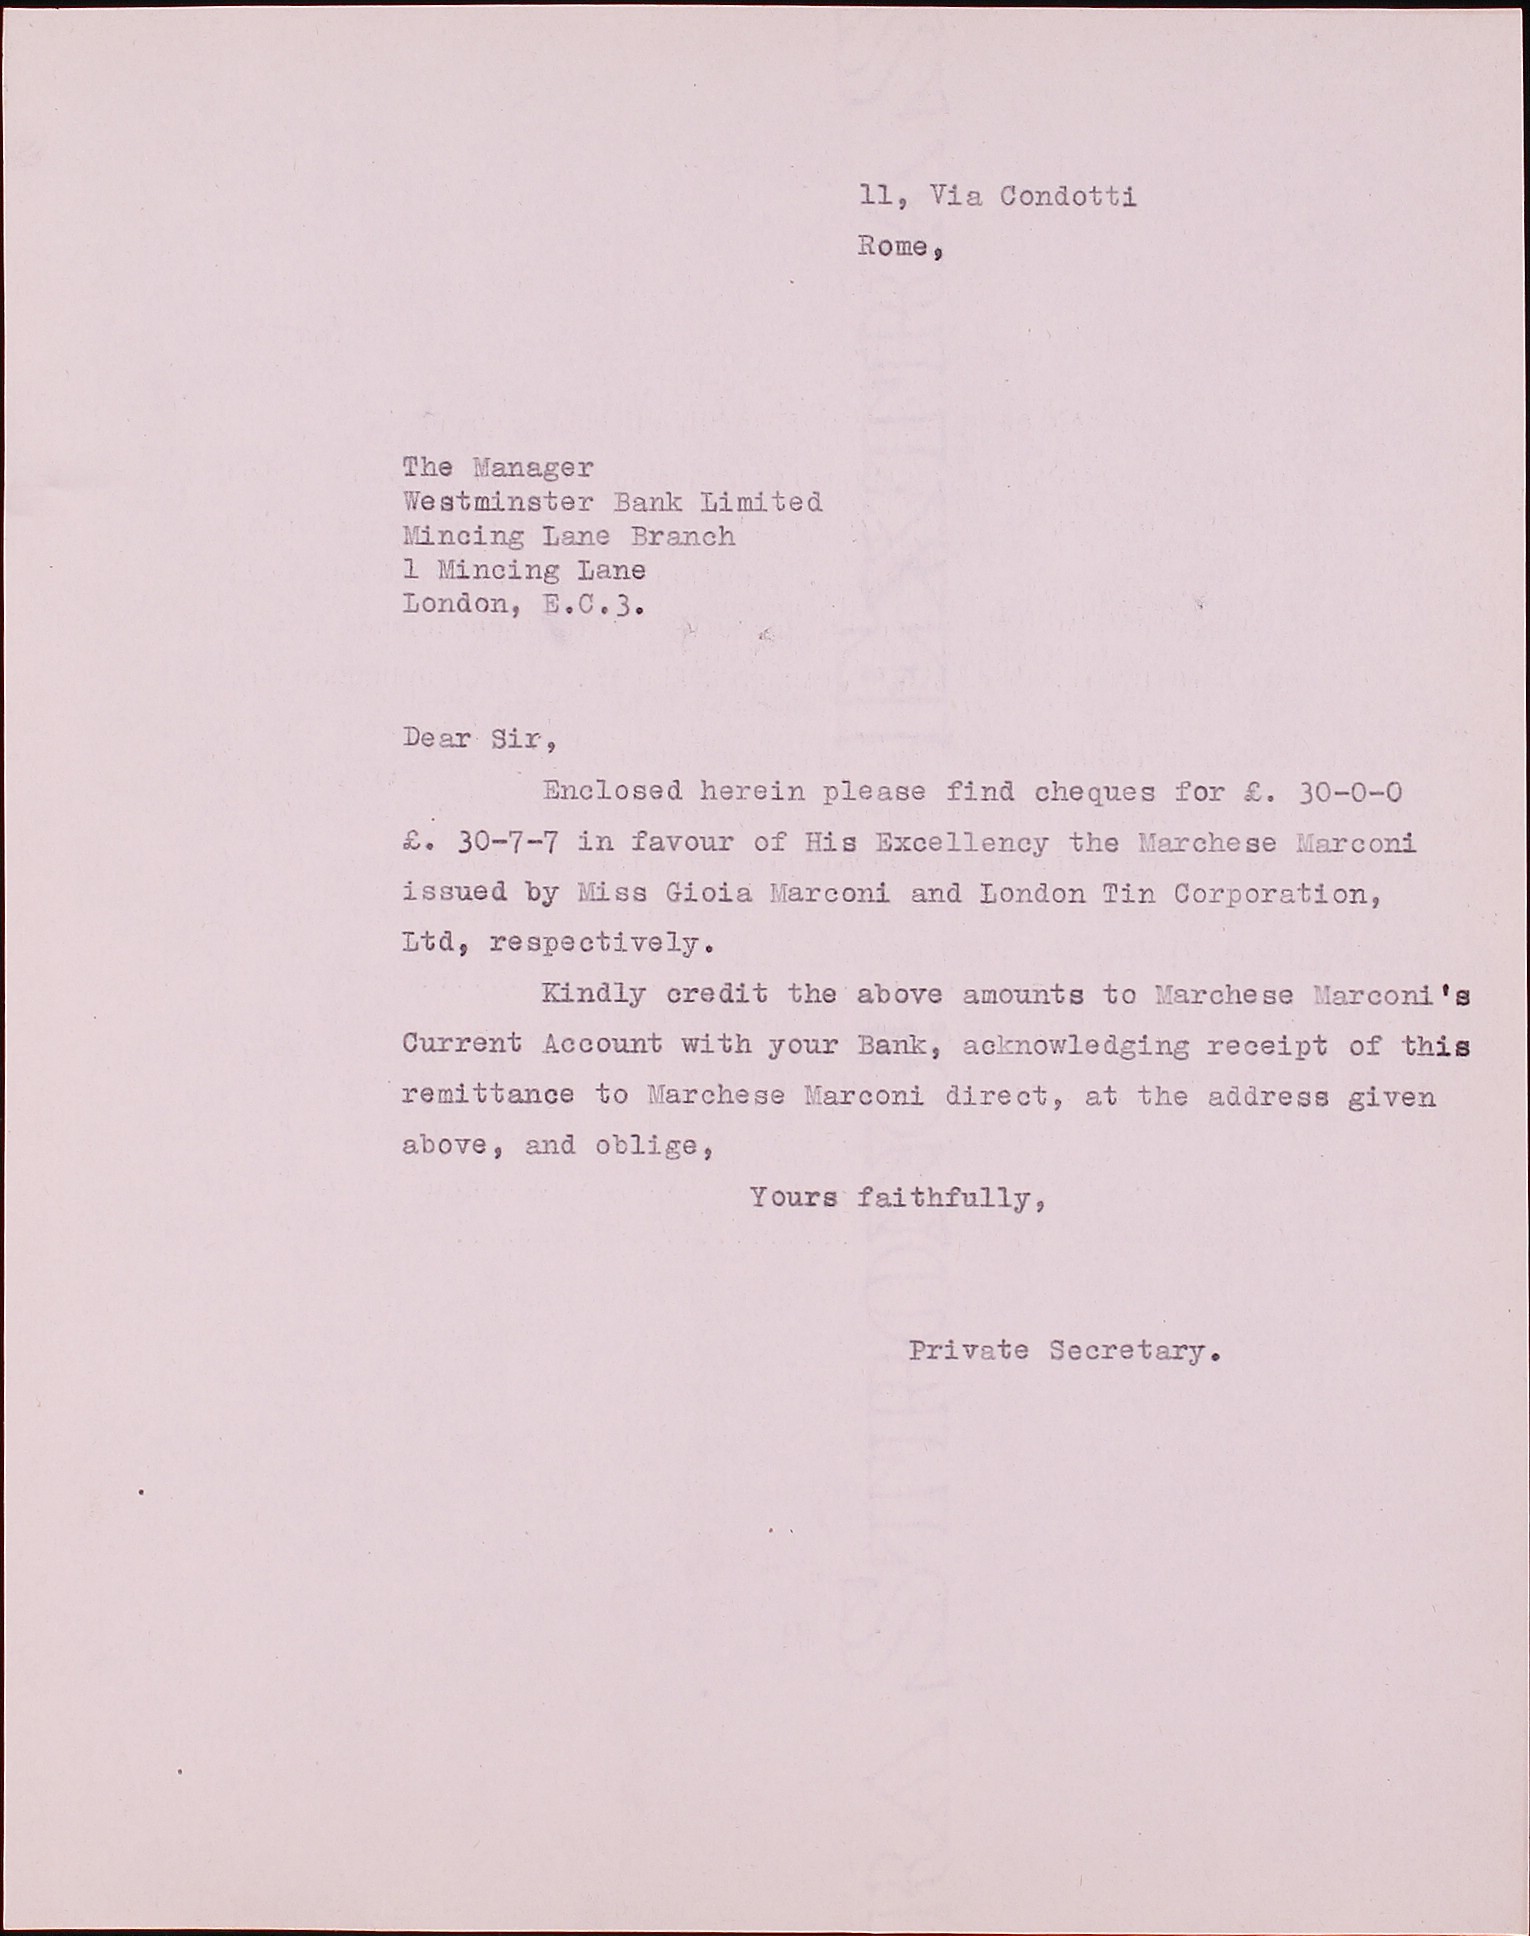 11, Via Condotti
Rome,
The Manager
Westminster Bank Limited
Mincing Lane Branch
1 Mincing Lane
London, E.C.3.
Dear Sir,
Enclosed herein please find cheques for £. 30-0-0
£. 30-7-7 in favour of His Excellency the Marchese Marconi
issued by Miss Gioia Marconi and London Tin Corporation,
Ltd, respectively.
Kindly credit the above amounts to Marchese Marconi's
Current Account with your Bank, acknowledging receipt of this
remittance to Marchese Marconi direct, at the address given
above, and oblige,
Yours faithfully,
Private Secretary.